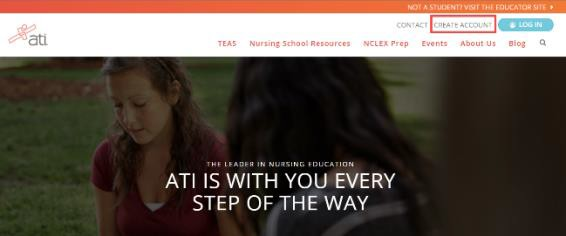 NOT A STUDENT? VISIT THE EDUCATOR SITE
CONTACT CREATE ACCOUNT LOG IN
ati
TEAS Nursing School Resources NCLEX Prep Events About Us Blog
THE LEADER IN NURSING EDUCATION
ATI IS WITH YOU EVERY
STEP OF THE WAY